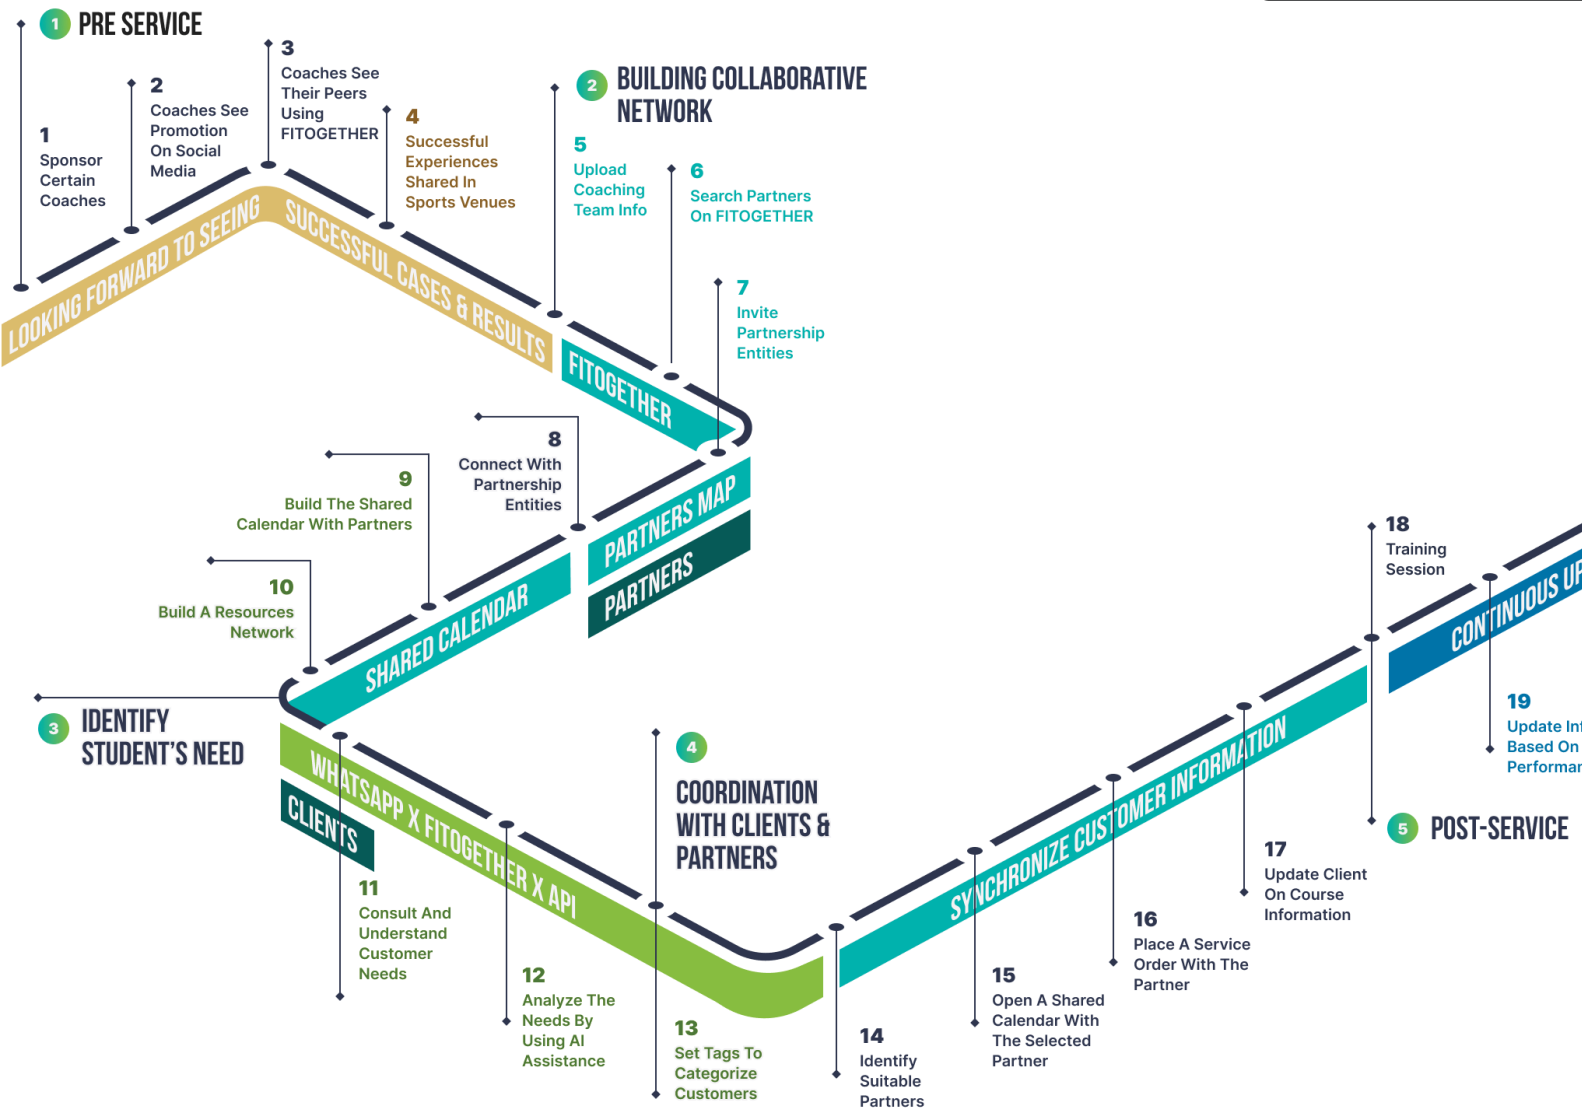 1 PRE SERVICE
1
Sponsor
Certain
Coaches
2
Coaches See
Promotion
On Social
Media
3
Coaches See
Their Peers
Using
FITOGETHER
4
Successful
Experiences
Shared In
Sports Venues
LOOKING FORWARD TO SEEING
SUCCESSFUL CASES & RESULTS
2 BUILDING COLLABORATIVE
NETWORK
5
Upload
Coaching
Team Info
6
Search Partners
On FITOGETHER
7
Invite
Partnership
Entities
FITOGETHER
8
Connect With
Partnership
Entities
PARTNERS MAP
PARTNERS
9
Build The Shared
Calendar With Partners
10
Build A Resources
Network
SHARED CALENDAR
3 IDENTIFY
STUDENT'S NEED
WHATSAPP X FITOGETHER X API
CLIENTS
11
Consult And
Understand
Customer
Needs
12
Analyze The
Needs By
Using AI
Assistance
4
COORDINATION
WITH CLIENTS &
PARTNERS
13
Set Tags To
Categorize
Customers
14
Identify
Suitable
Partners
15
Open A Shared
Calendar With
The Selected
Partner
16
Place A Service
Order With The
Partner
17
Update Client
On Course
Information
SYNCHRONIZE CUSTOMER INFORMATION
18
Training
Session
5 POST-SERVICE
CONTINUOUS
19
Update
Based On